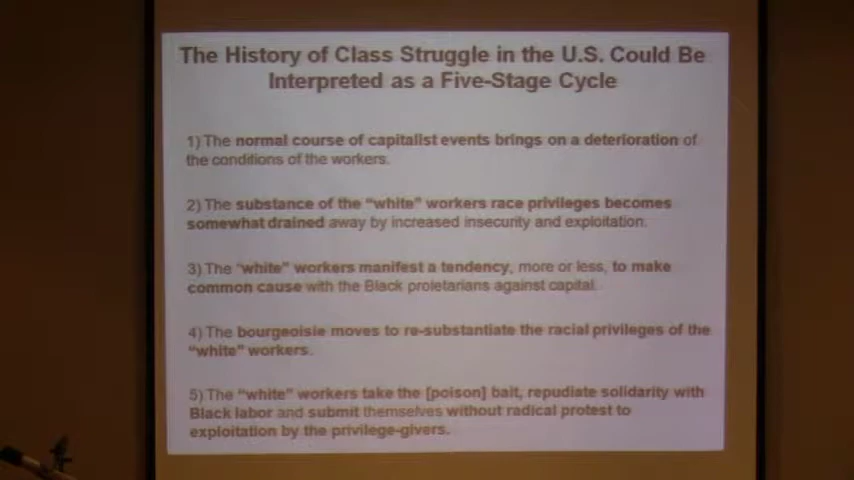 The History of Class Struggle in the U.S. Could Be
Interpreted as a Five-Stage Cycle
1) The normal course of capitalist events brings on a deterioration of
the conditions of the workers.
2) The substance of the “white” workers race privileges becomes
somewhat drained away by increased insecurity and exploitation.
3) The “white” workers manifest a tendency, more or less, to make
common cause with the Black proletarians against capital.
4) The bourgeoisie moves to re-substantiate the racial privileges of the
“white” workers.
5) The “white” workers take the [poison] bait, repudiate solidarity with
Black labor and submit themselves without radical protest to
exploitation by the privilege-givers.